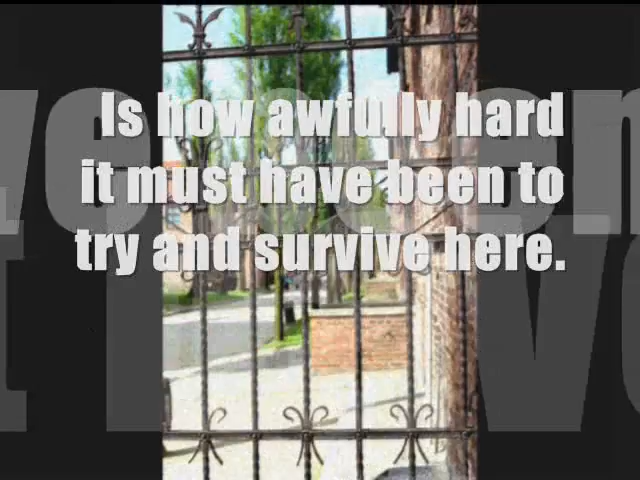 Is how awfully hard
it must have been to
try and survive here.